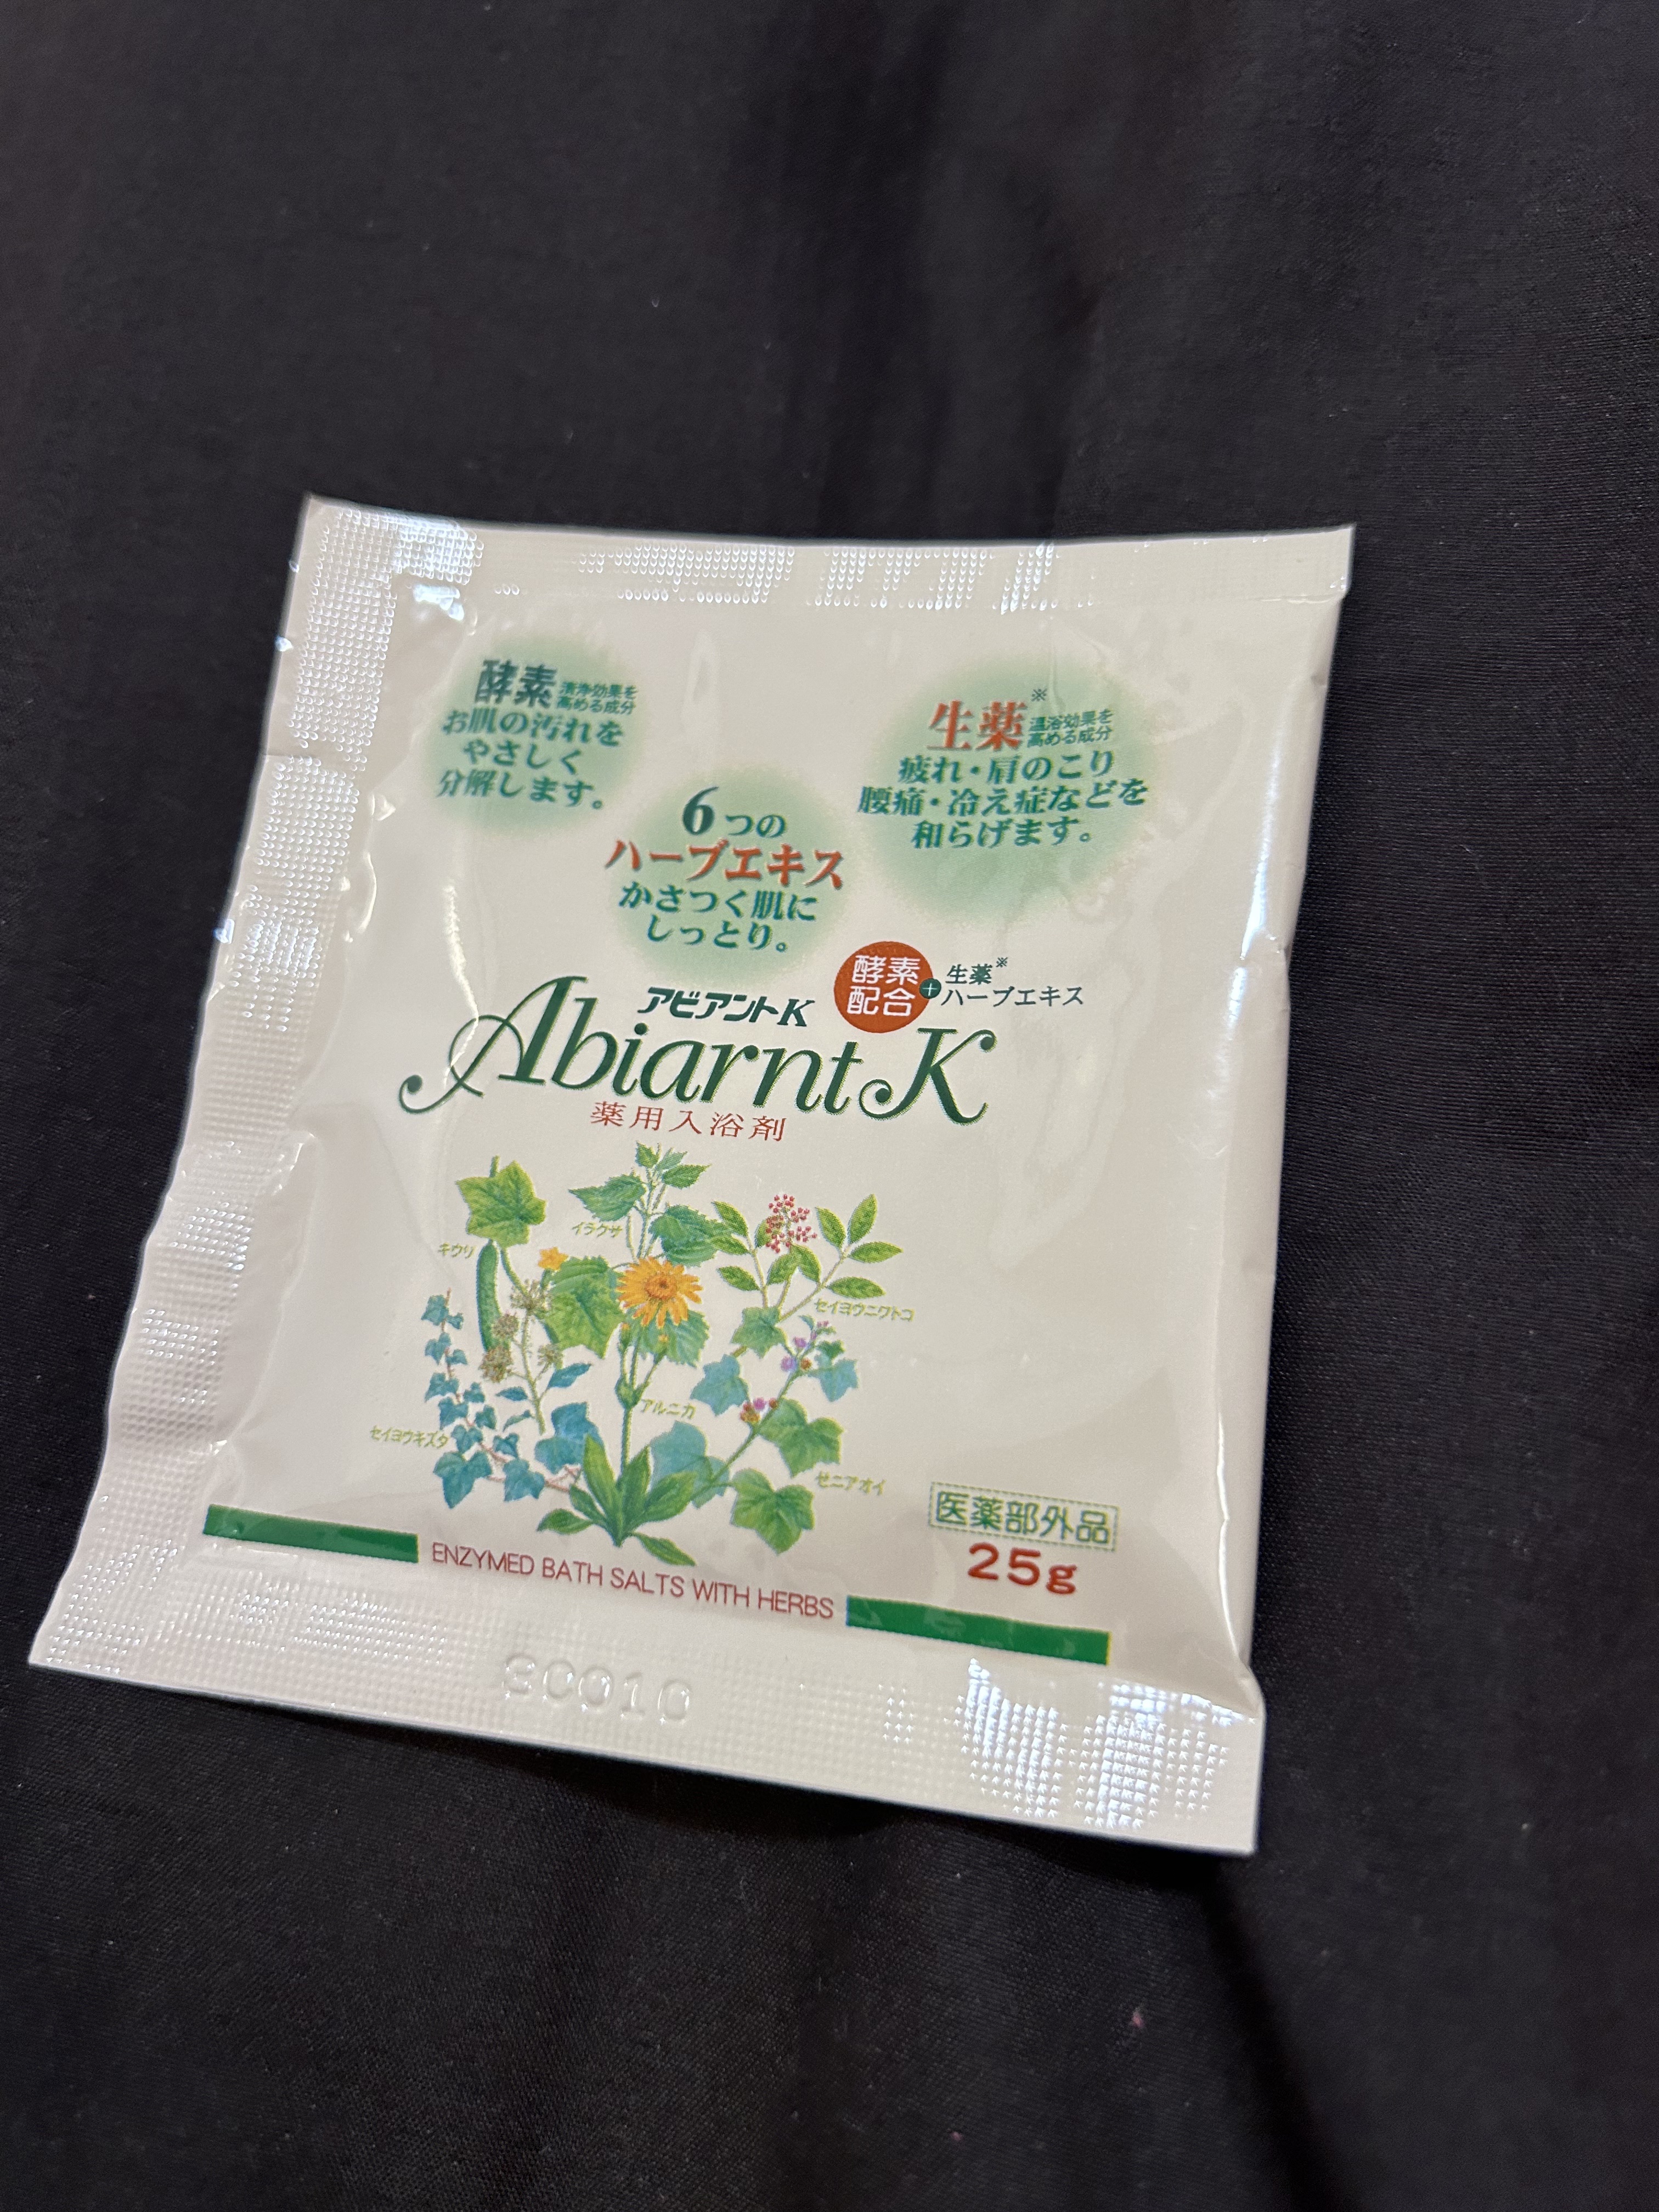 酵素 清浄効果を
高める成分
お肌の汚れを
やさしく
分解します。
生薬※ 温浴効果を
高める成分
疲れ・肩のこり
腰痛・冷え症などを
和らげます。
6つの
ハーブエキス
かさつく肌に
しっとり。
酵素
配合
+
生薬※
ハーブエキス
アビアントK
Abiarnt K
薬用入浴剤
キウリ
イラクサ
セイヨウニワトコ
アルニカ
セイヨウキズタ
ゼニアオイ
医薬部外品
25g
ENZYMED BATH SALTS WITH HERBS